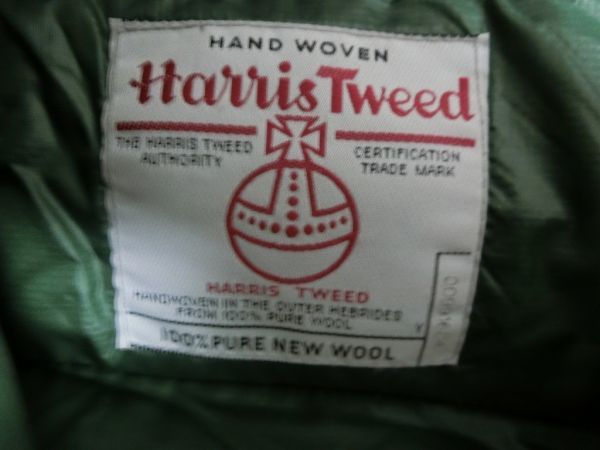 HAND WOVEN
Harris Tweed
THE HARRIS TWEED
AUTHORITY
CERTIFICATION
TRADE MARK
HARRIS TWEED
HANDWOVEN IN THE OUTER HEBRIDES
FROM 100% PURE WOOL
100% PURE NEW WOOL